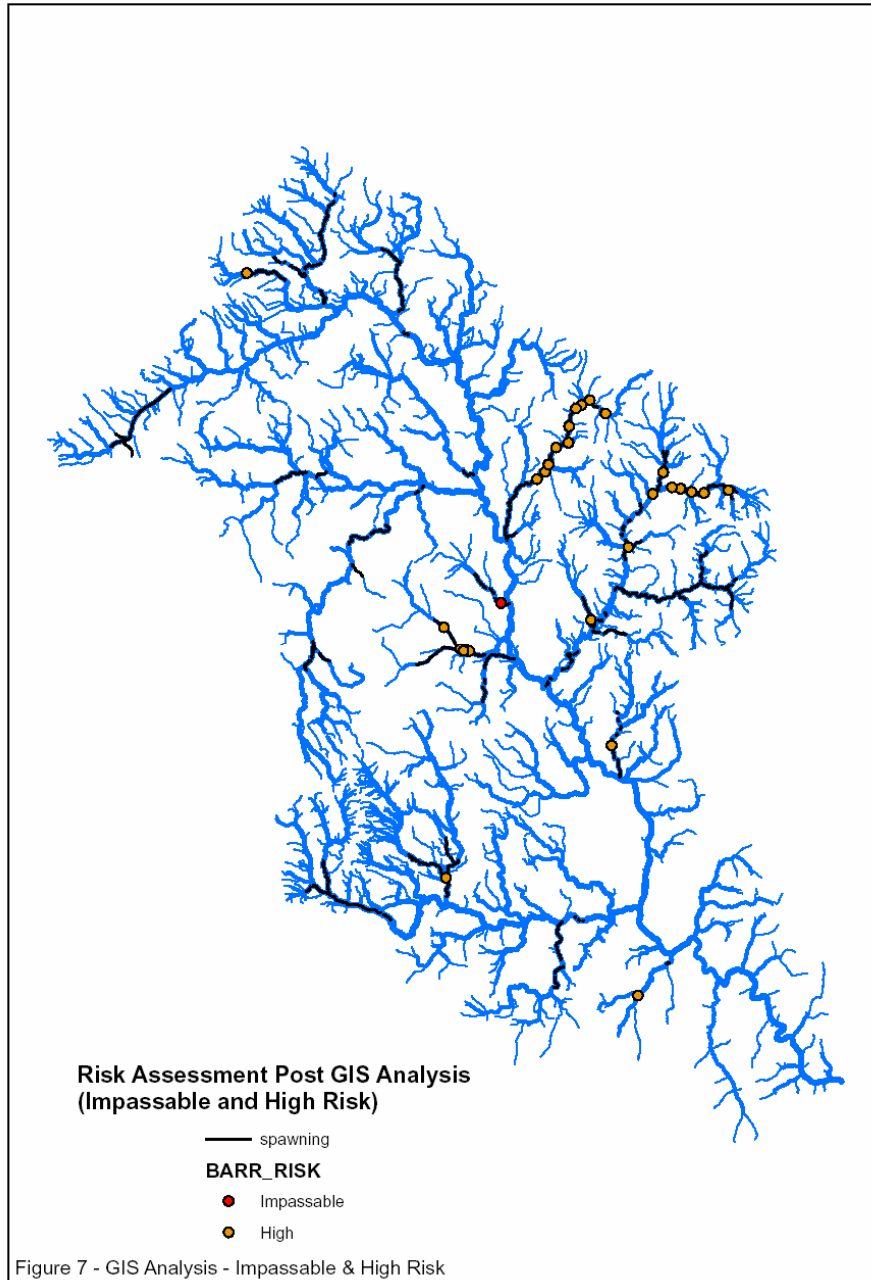 Risk Assessment Post GIS Analysis
(Impassable and High Risk)
spawning
BARR_RISK
Impassable
High
Figure 7 - GIS Analysis - Impassable & High Risk